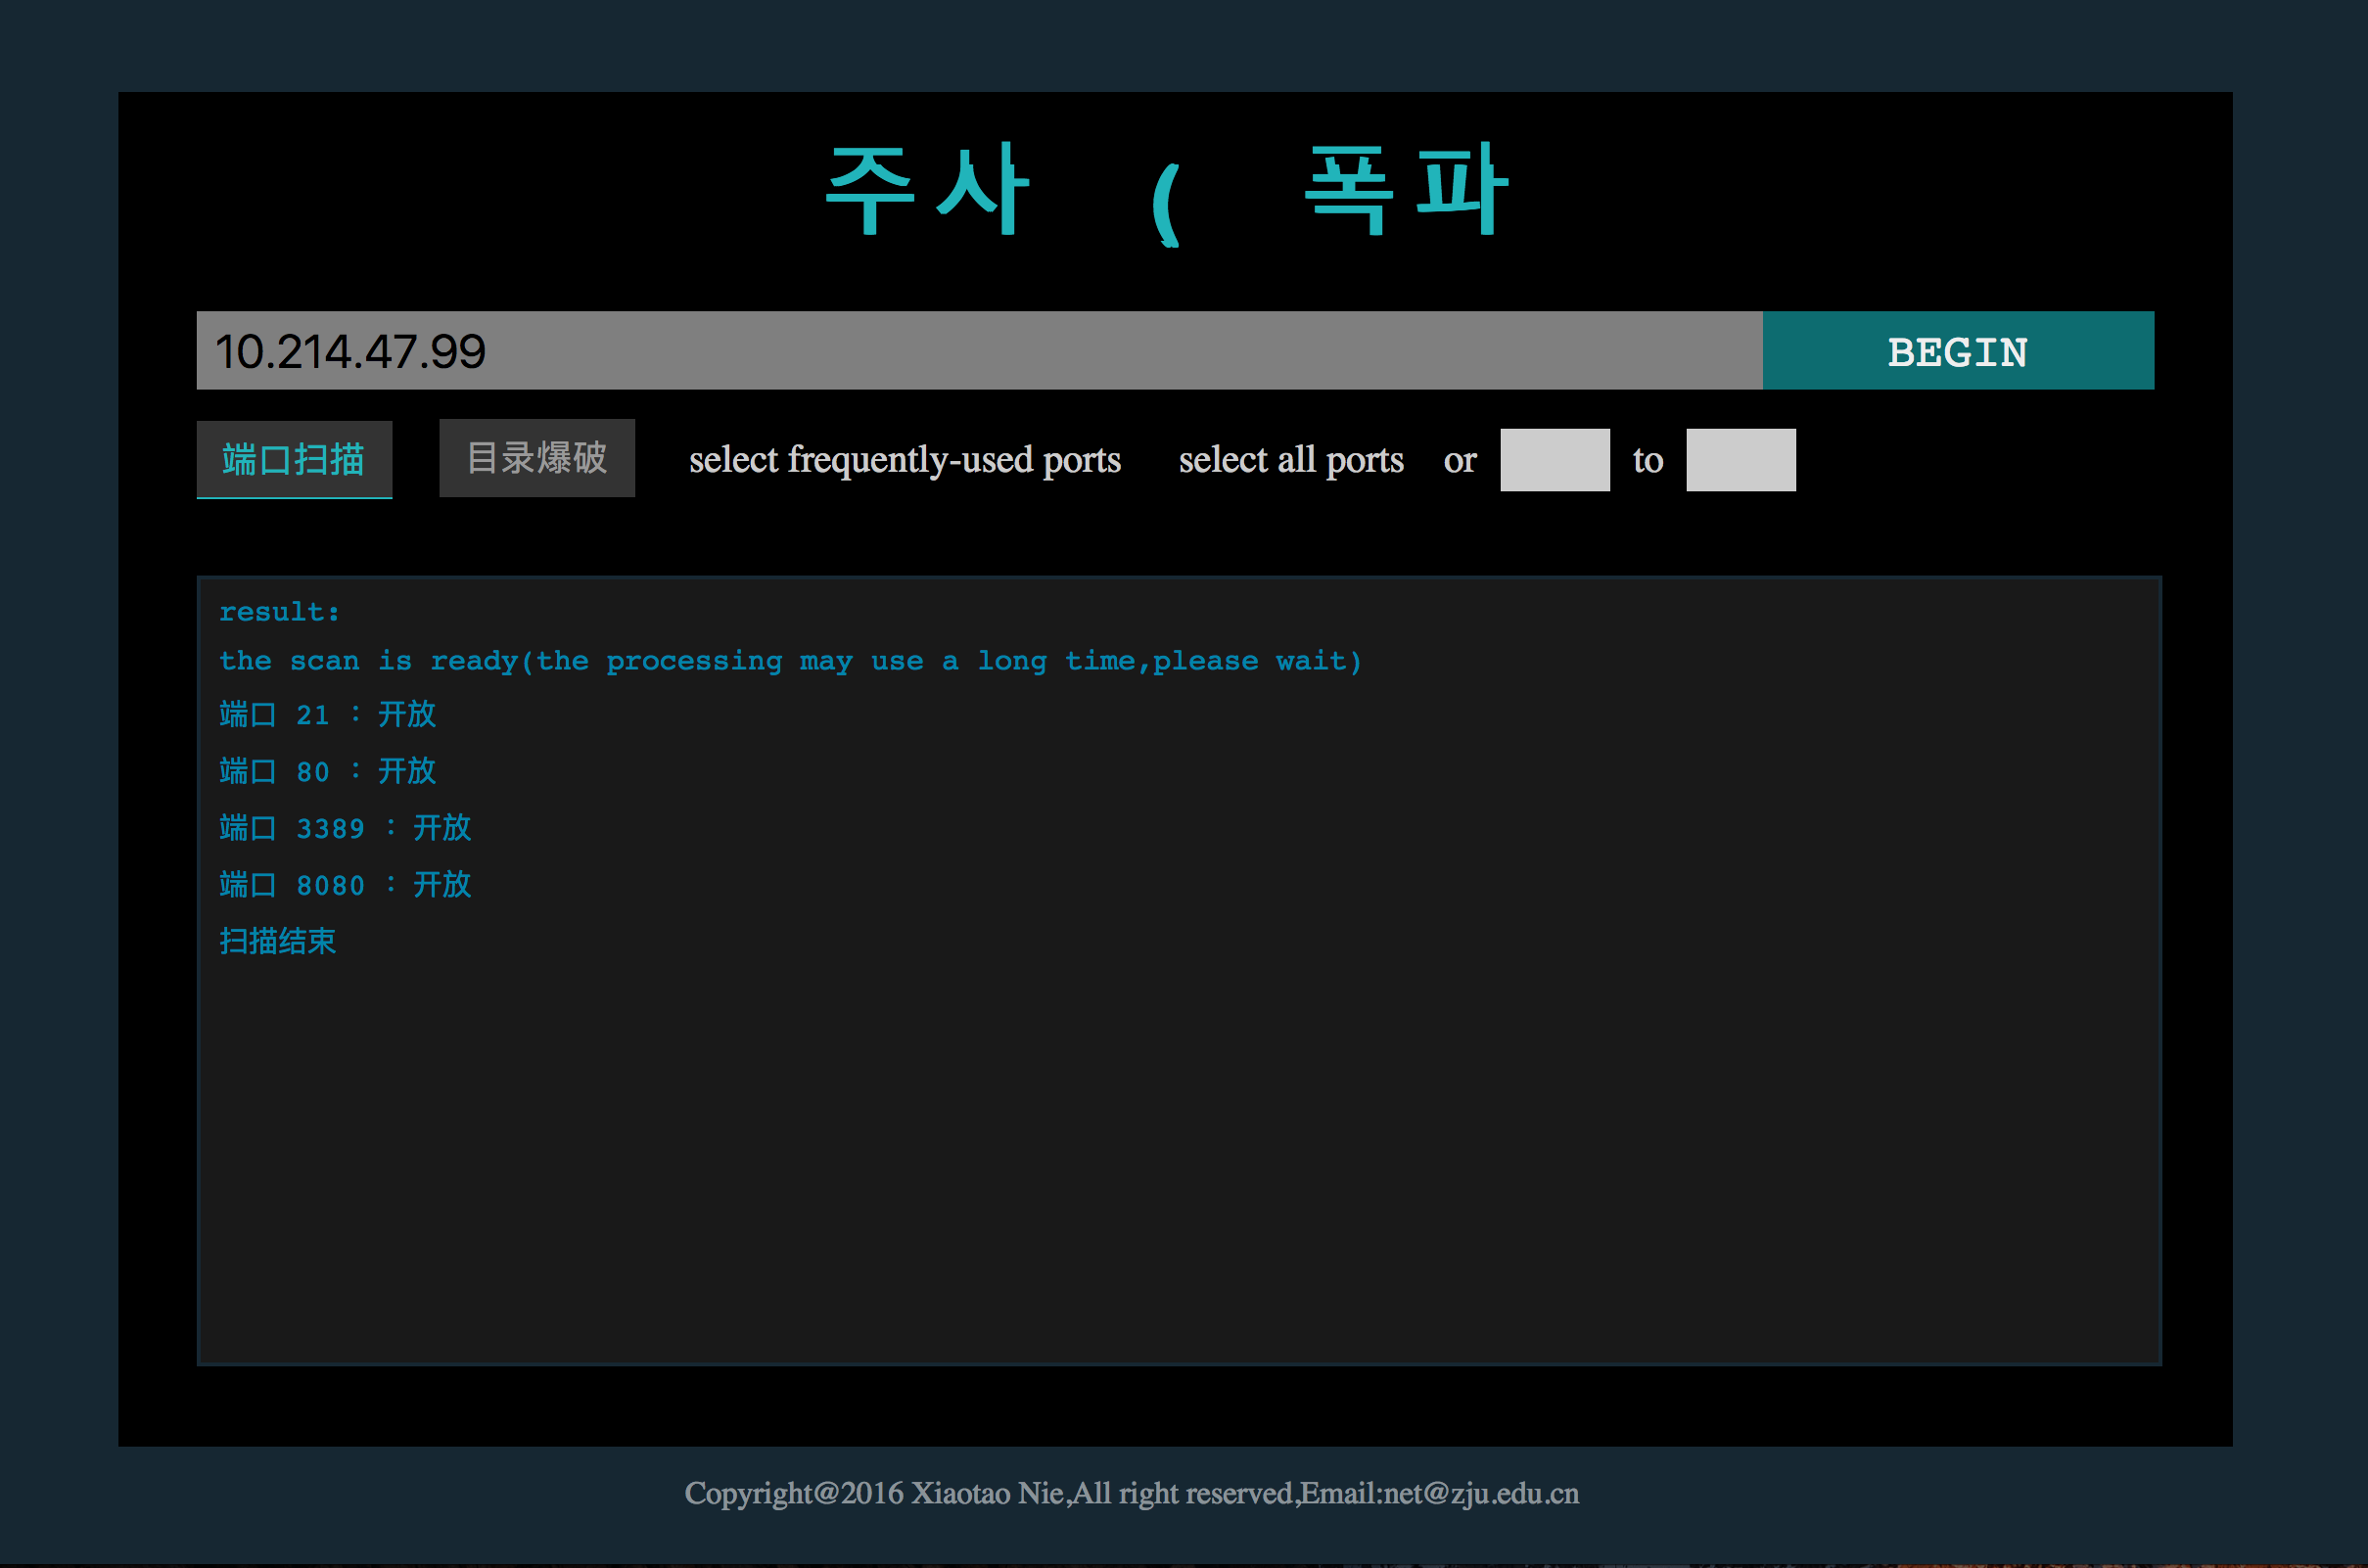 주사 ( 폭파
10.214.47.99 BEGIN
端口扫描 目录爆破 select frequently-used ports select all ports or to
result:
the scan is ready(the processing may use a long time,please wait)
端口 21 : 开放
端口 80 : 开放
端口 3389 : 开放
端口 8080 : 开放
扫描结束
Copyright@2016 Xiaotao Nie,All right reserved,Email:net@zju.edu.cn